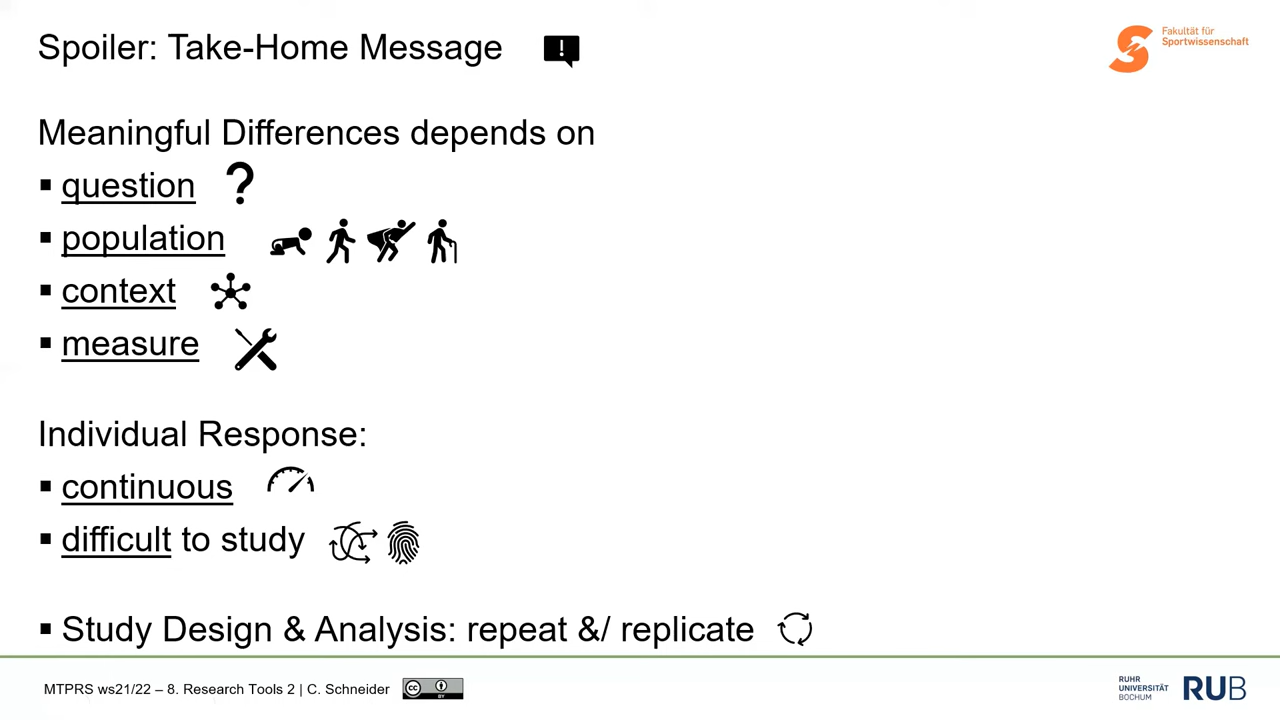 Spoiler: Take-Home Message
Fakultät für
Sportwissenschaft
Meaningful Differences depends on
▪ question
▪ population
▪ context
▪ measure
Individual Response:
▪ continuous
▪ difficult to study
▪ Study Design & Analysis: repeat &/ replicate
MTPRS ws21/22 – 8. Research Tools 2 | C. Schneider
cc
BY
RUHR
UNIVERSITÄT
BOCHUM
RUB